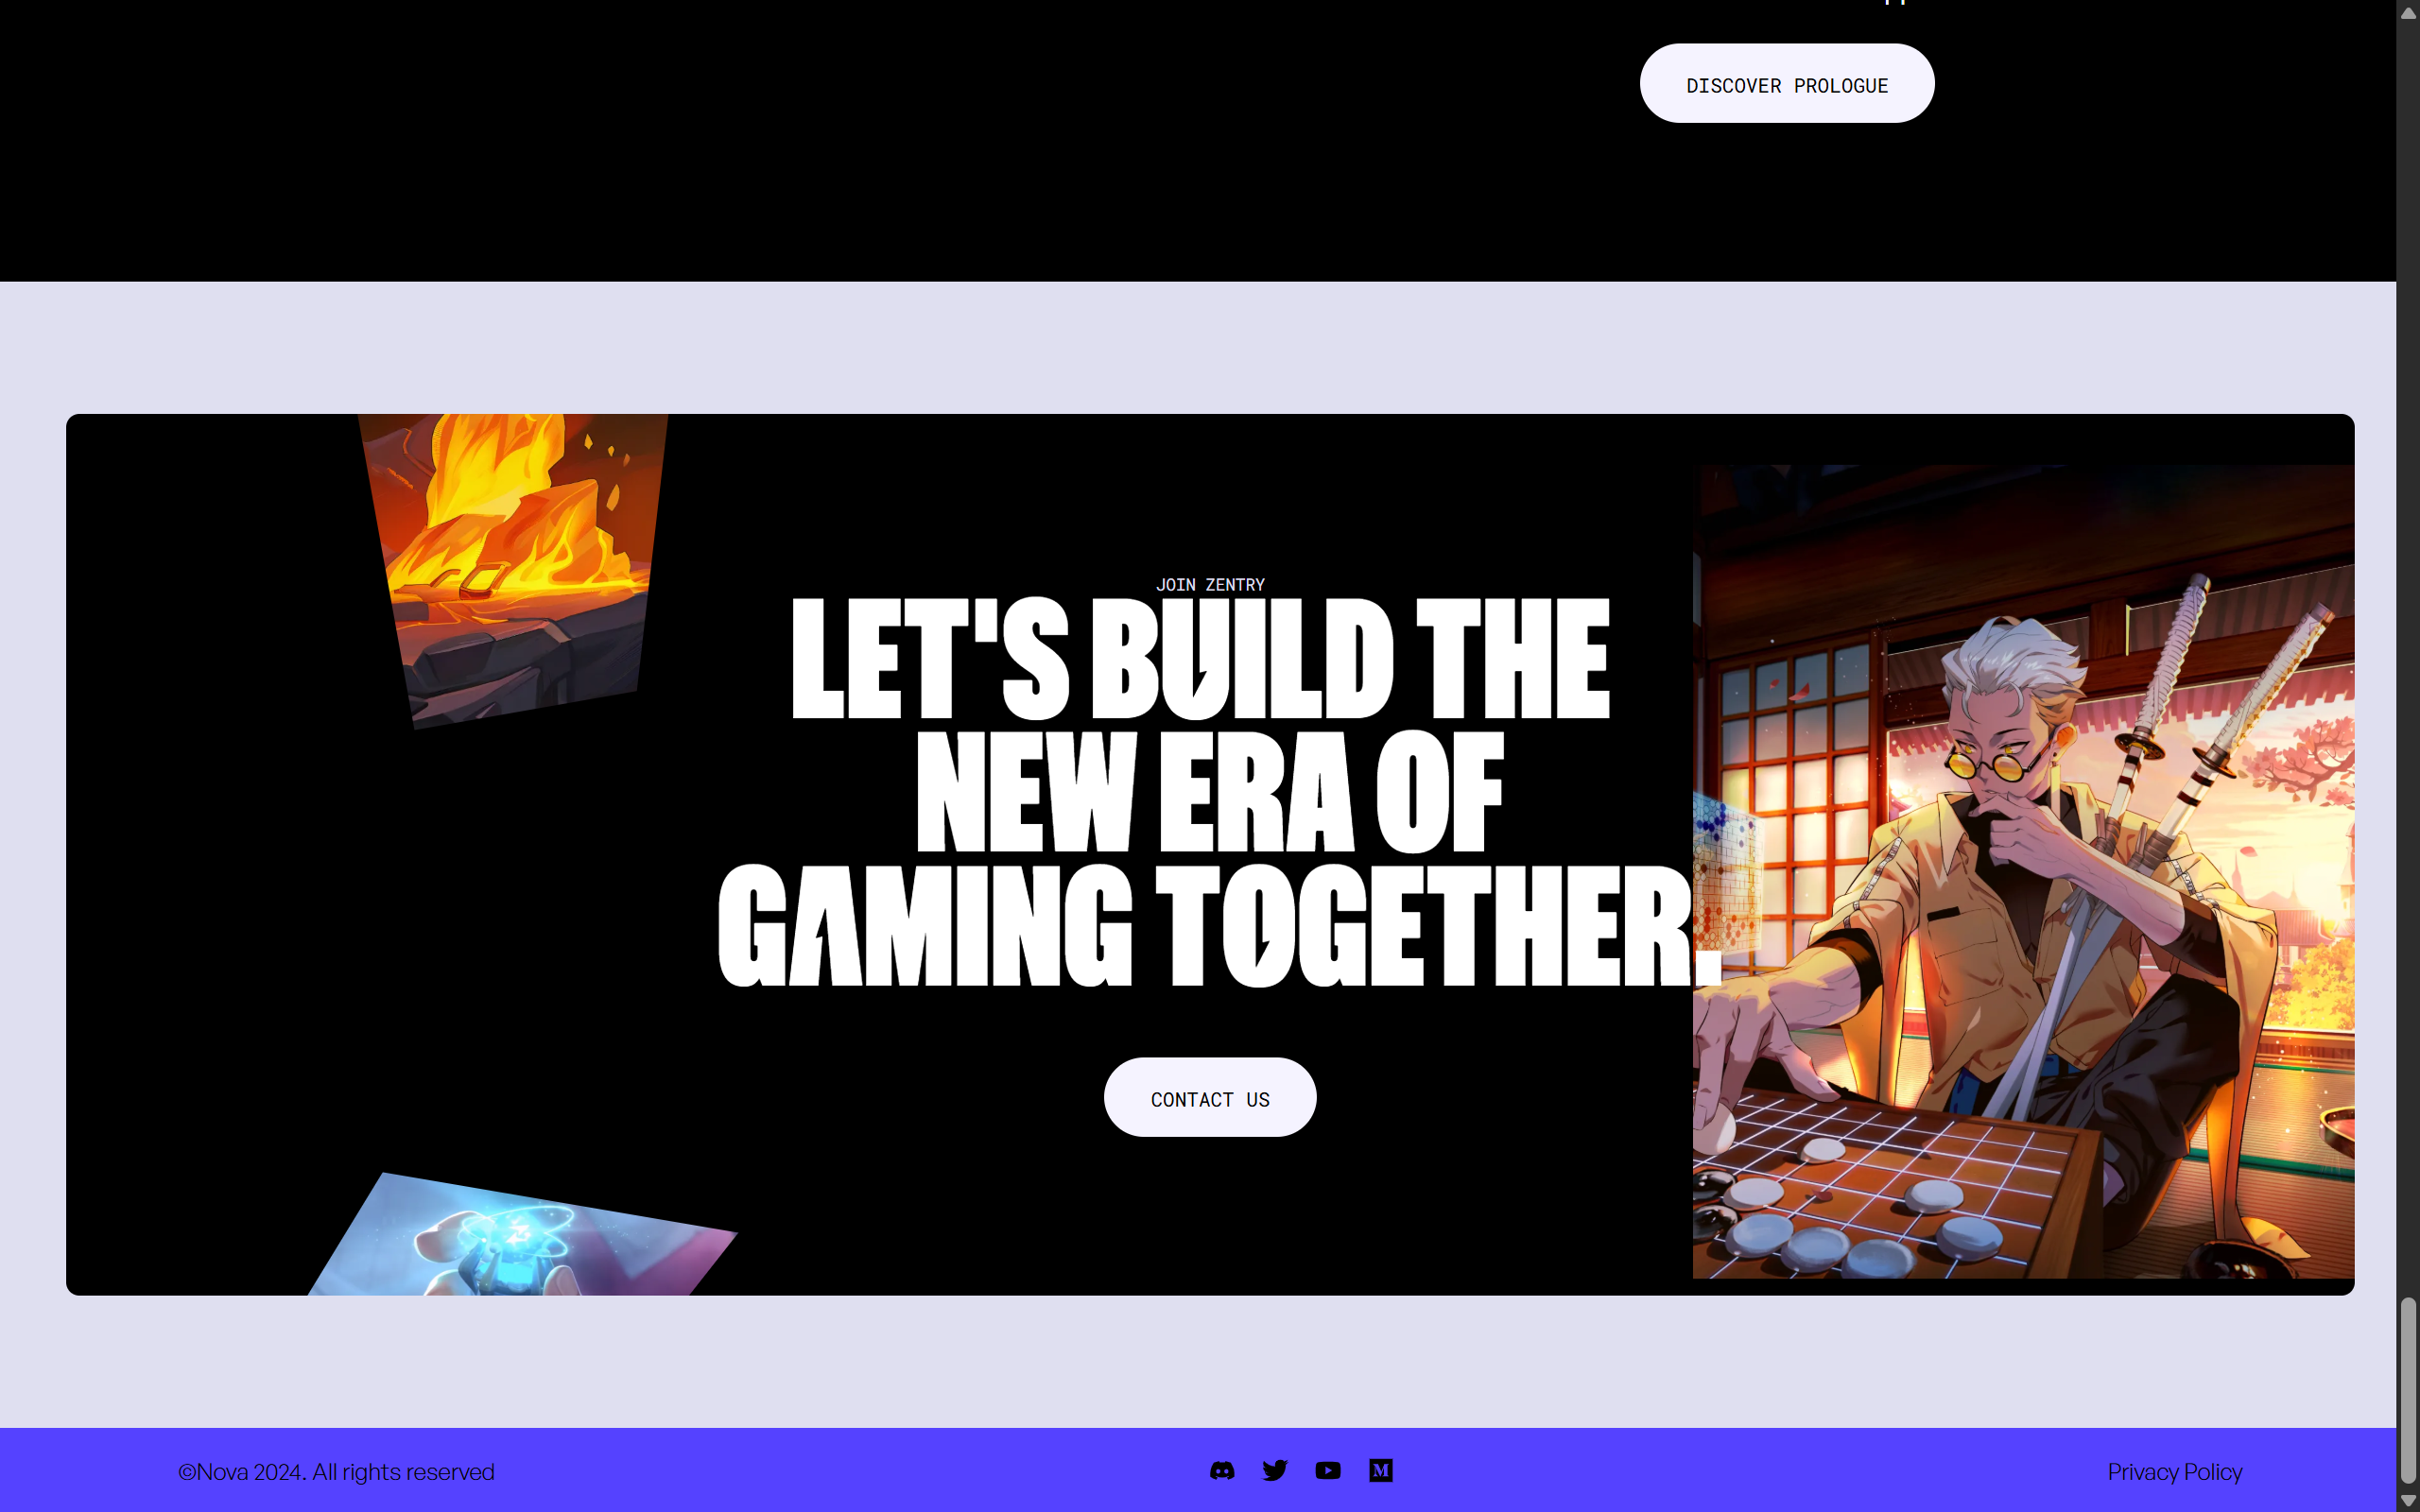 DISCOVER PROLOGUE
JOIN ZENTRY
LET'S BUILD THE
NEW ERA OF
GAMING TOGETHER.
CONTACT US
©Nova 2024. All rights reserved
M
Privacy Policy